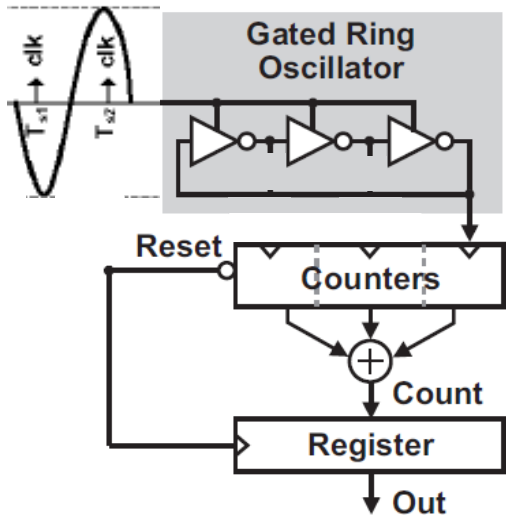 Gated Ring
Oscillator
clk
clk
Ts1
Ts2
Reset
Counters
+
Count
Register
Out